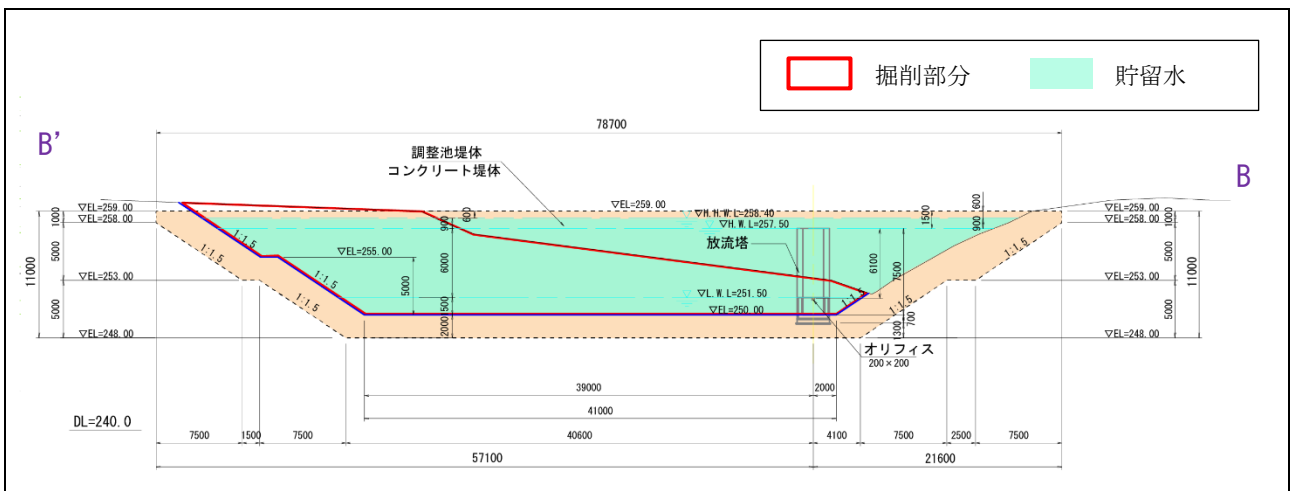 掘削部分
貯留水
78700
B'
B
調整池堤体
コンクリート堤体
▽EL=259.00
▽EL=258.00
▽EL=259.00
▽H.H.W.L=258.40
▽H.W.L=257.50
600
1500
900
▽EL=259.00
▽EL=258.00
1000
5000
5000
11000
900
600
1:1.5
▽EL=255.00
放流塔
6000
5000
6100
7500
1:1.5
▽EL=253.00
1:1.5
1:1.5
▽L.W.L=251.50
1:1.5
1:1.5
▽EL=253.00
1000
5000
5000
11000
500
▽EL=250.00
2000
1300
700
▽EL=248.00
▽EL=248.00
オリフィス
200×200
39000
2000
41000
DL=240.0
7500
1500
7500
40600
4100
7500
2500
7500
57100
21600